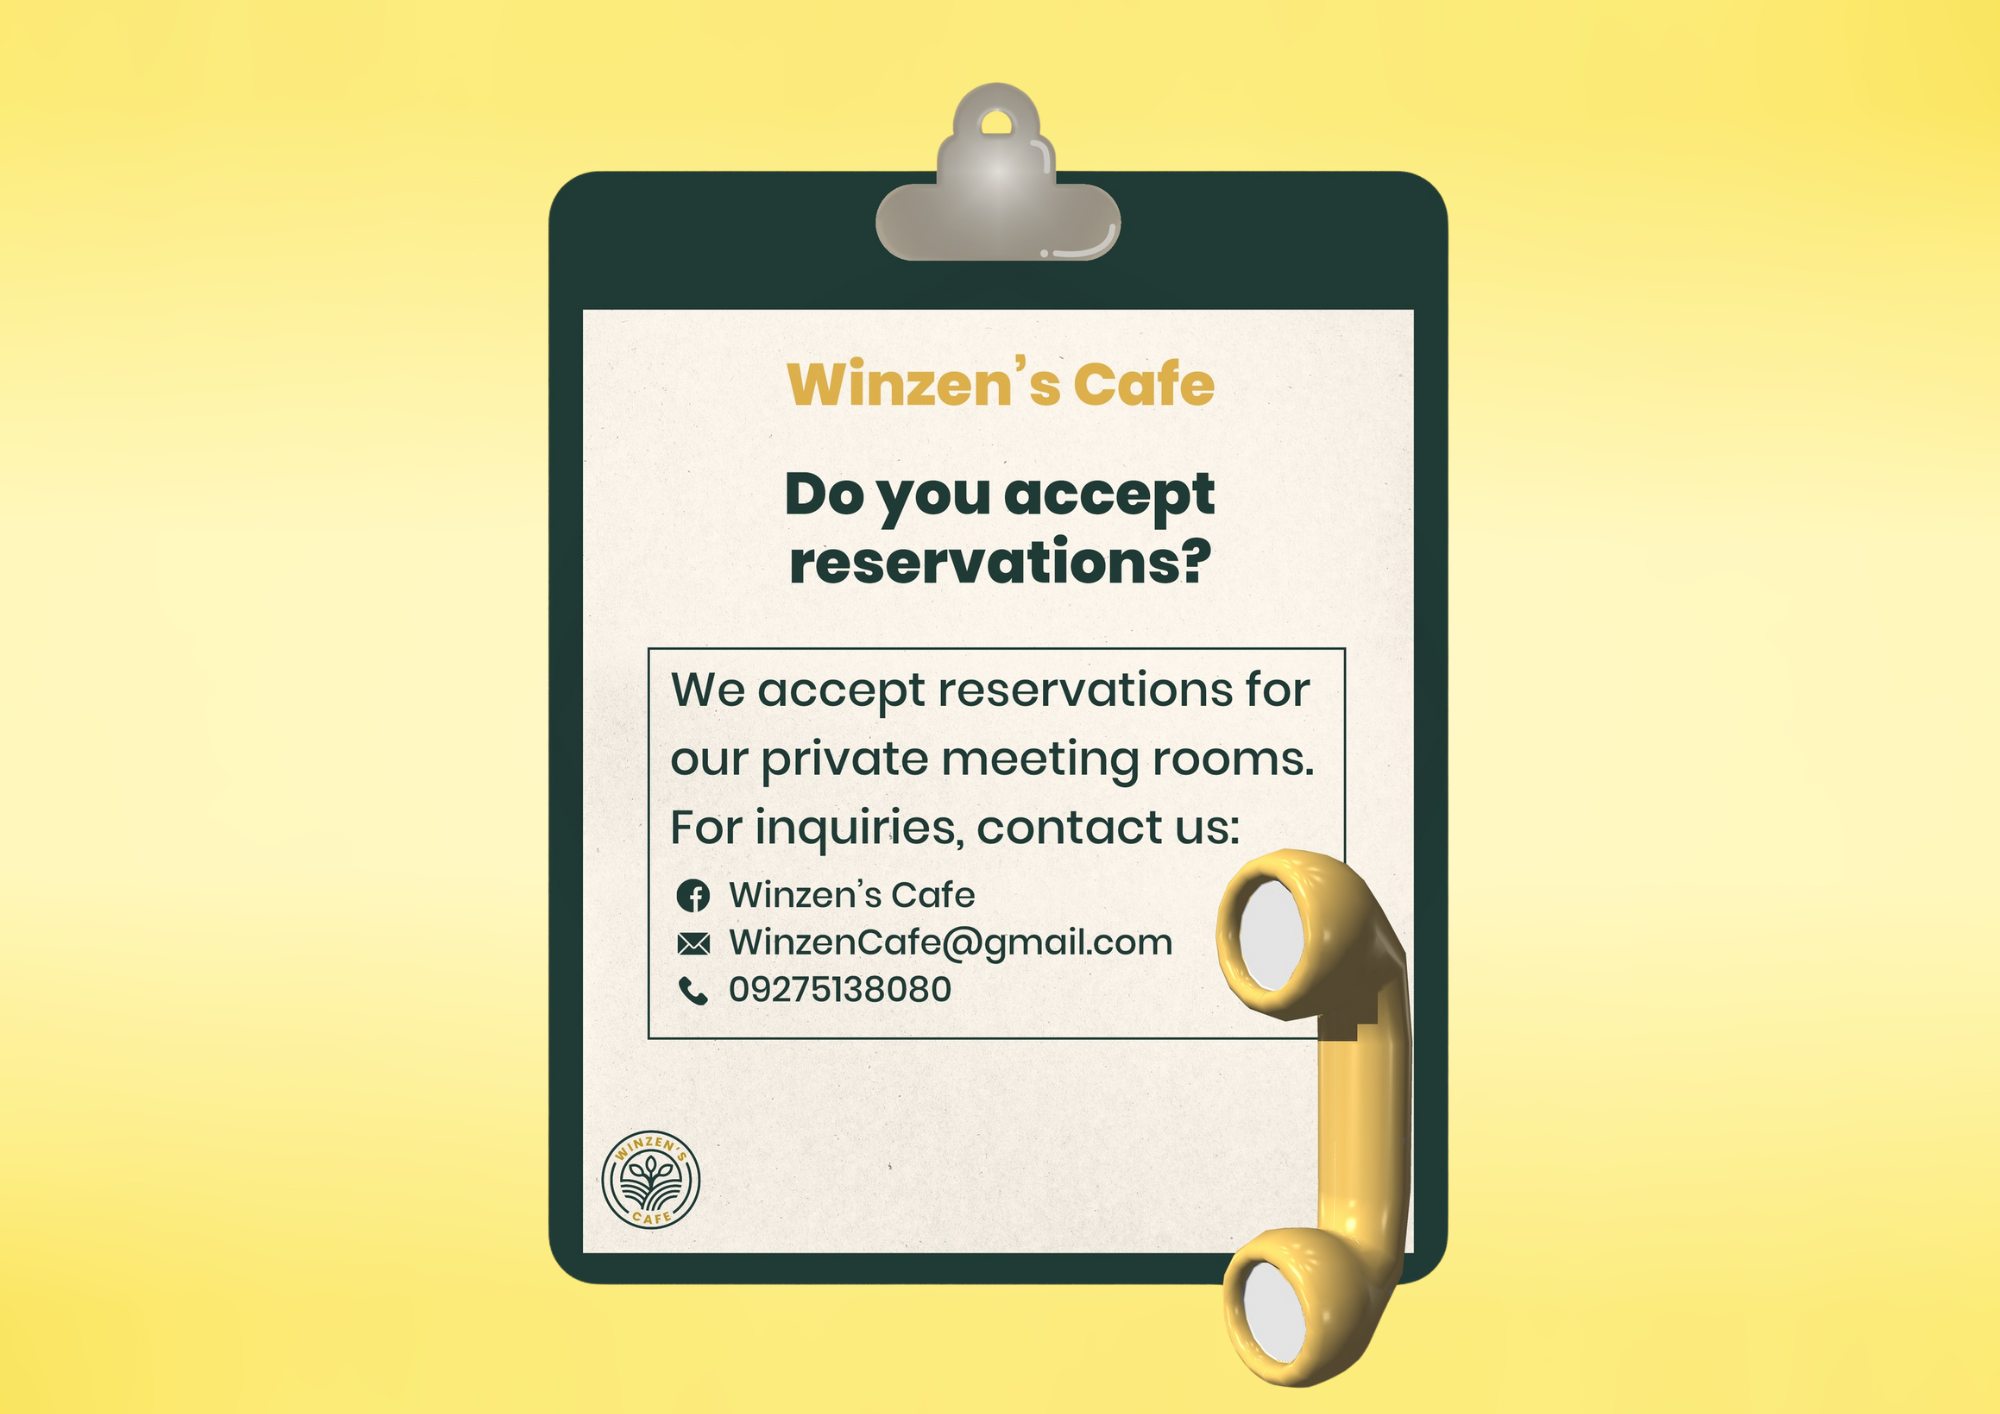 Winzen’s Cafe
Do you accept
reservations?
We accept reservations for
our private meeting rooms.
For inquiries, contact us:
Winzen’s Cafe
WinzenCafe@gmail.com
09275138080
WINZEN'S
CAFE